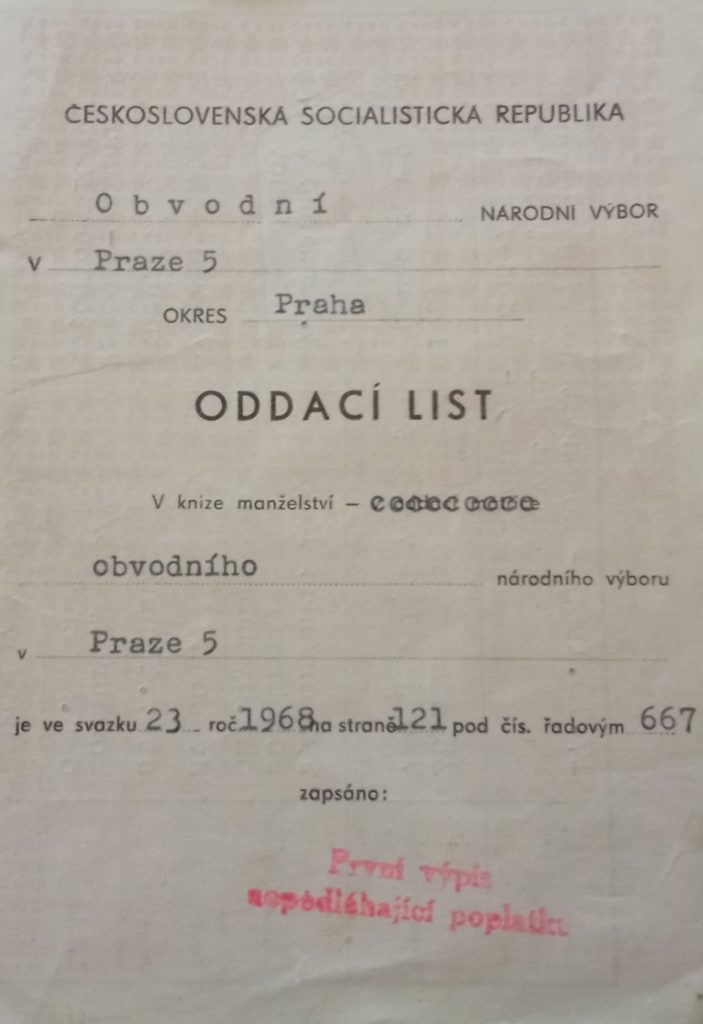 ČESKOSLOVENSKÁ SOCIALISTICKÁ REPUBLIKA
Obvodní NÁRODNÍ VÝBOR
v Praze 5
OKRES Praha
ODDACÍ LIST
V knize manželství –
obvodního národního výboru
v Praze 5
je ve svazku 23 roč. 1968 na straně 121 pod čís. řadovým 667
zapsáno:
První výpis
nepodléhající poplatku